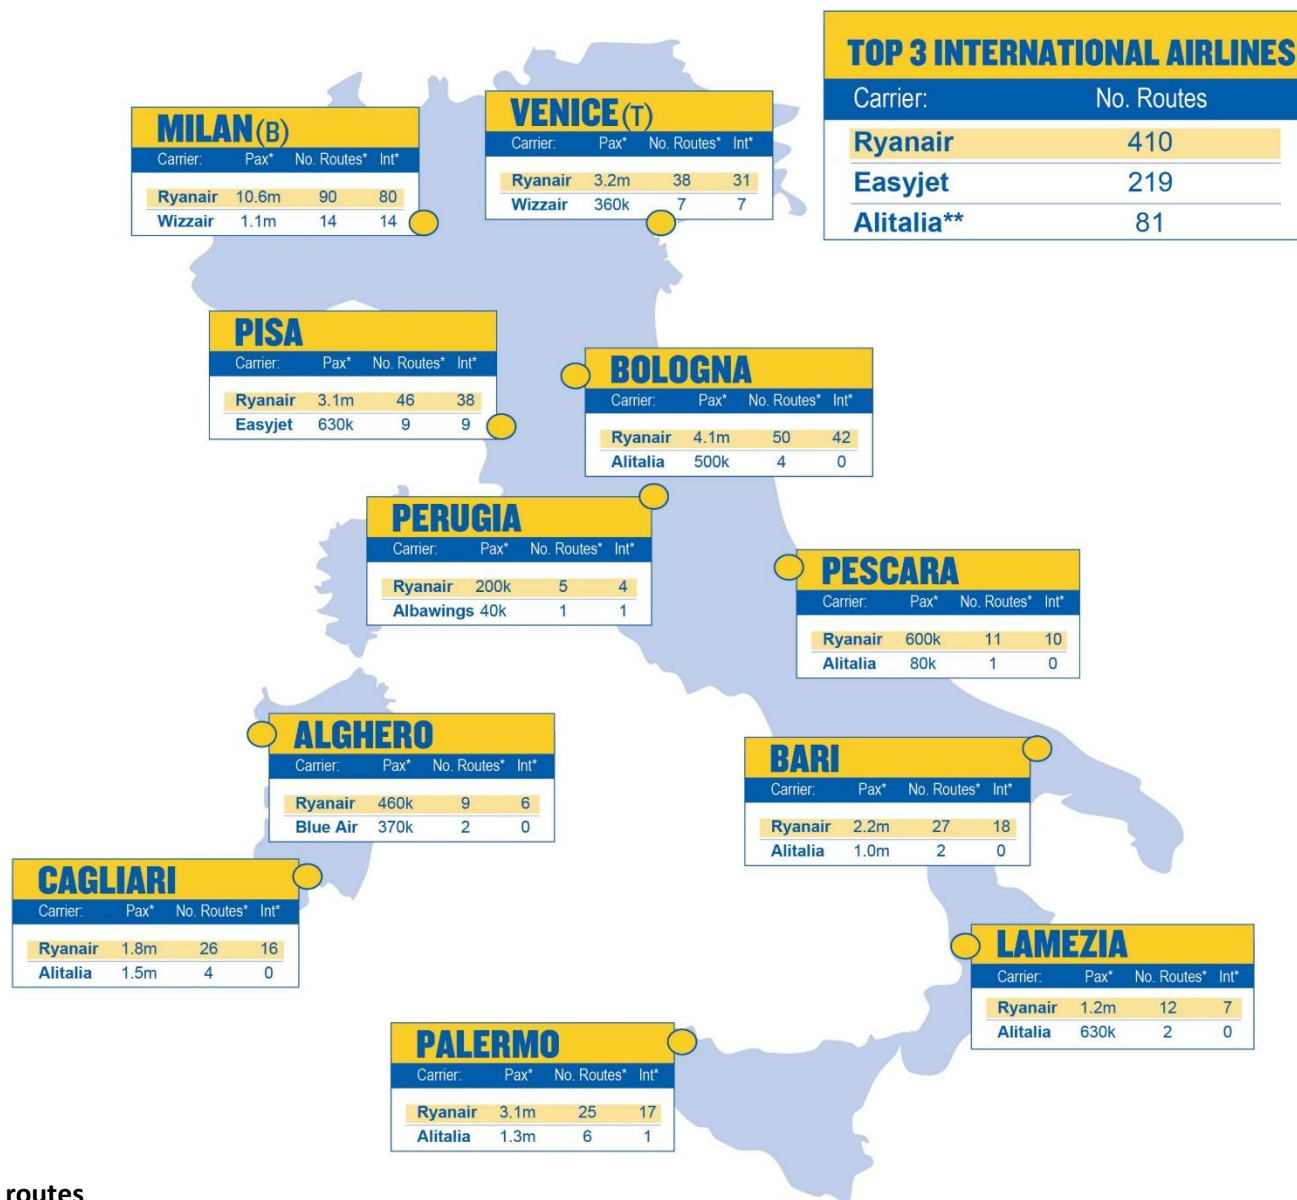 TOP 3 INTERNATIONAL AIRLINES
Carrier: No. Routes
Ryanair 410
Easyjet 219
Alitalia** 81
MILAN(B)
Carrier: Pax* No. Routes* Int*
Ryanair 10.6m 90 80
Wizzair 1.1m 14 14
VENICE(T)
Carrier: Pax* No. Routes* Int*
Ryanair 3.2m 38 31
Wizzair 360k 7 7
PISA
Carrier: Pax* No. Routes* Int*
Ryanair 3.1m 46 38
Easyjet 630k 9 9
BOLOGNA
Carrier: Pax* No. Routes* Int*
Ryanair 4.1m 50 42
Alitalia 500k 4 0
PERUGIA
Carrier: Pax* No. Routes* Int*
Ryanair 200k 5 4
Albawings 40k 1 1
PESCARA
Carrier: Pax* No. Routes* Int*
Ryanair 600k 11 10
Alitalia 80k 1 0
ALGHERO
Carrier: Pax* No. Routes* Int*
Ryanair 460k 9 6
Blue Air 370k 2 0
BARI
Carrier: Pax* No. Routes* Int*
Ryanair 2.2m 27 18
Alitalia 1.0m 2 0
CAGLIARI
Carrier: Pax* No. Routes* Int*
Ryanair 1.8m 26 16
Alitalia 1.5m 4 0
LAMEZIA
Carrier: Pax* No. Routes* Int*
Ryanair 1.2m 12 7
Alitalia 630k 2 0
PALERMO
Carrier: Pax* No. Routes* Int*
Ryanair 3.1m 25 17
Alitalia 1.3m 6 1
routes